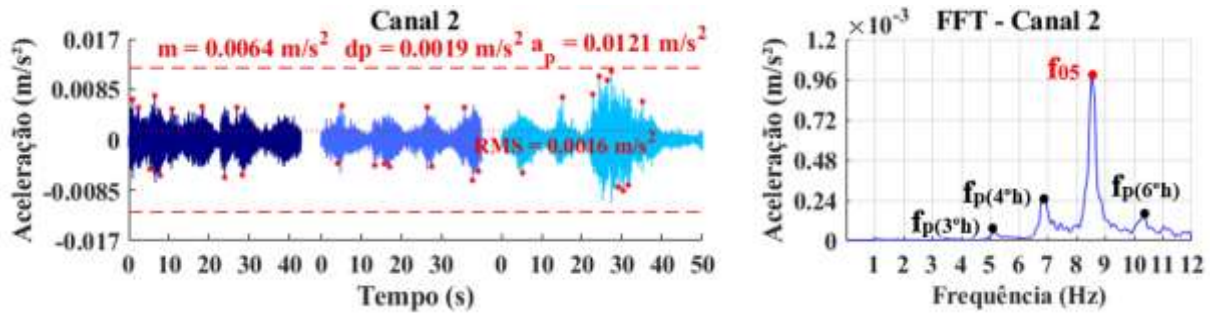 Canal 2
Aceleração (m/s²)
0.017
0.0085
0
-0.0085
-0.017
m = 0.0064 m/s² dp = 0.0019 m/s² a_p = 0.0121 m/s²
RMS = 0.0016 m/s²
0 10 20 30 40 0 10 20 30 40 0 10 20 30 40 50
Tempo (s)
×10⁻³ FFT - Canal 2
Aceleração (m/s²)
1.2
0.96
0.72
0.48
0.24
0
f05
fp(3ºh)
fp(4ºh)
fp(6ºh)
1 2 3 4 5 6 7 8 9 10 11 12
Frequência (Hz)